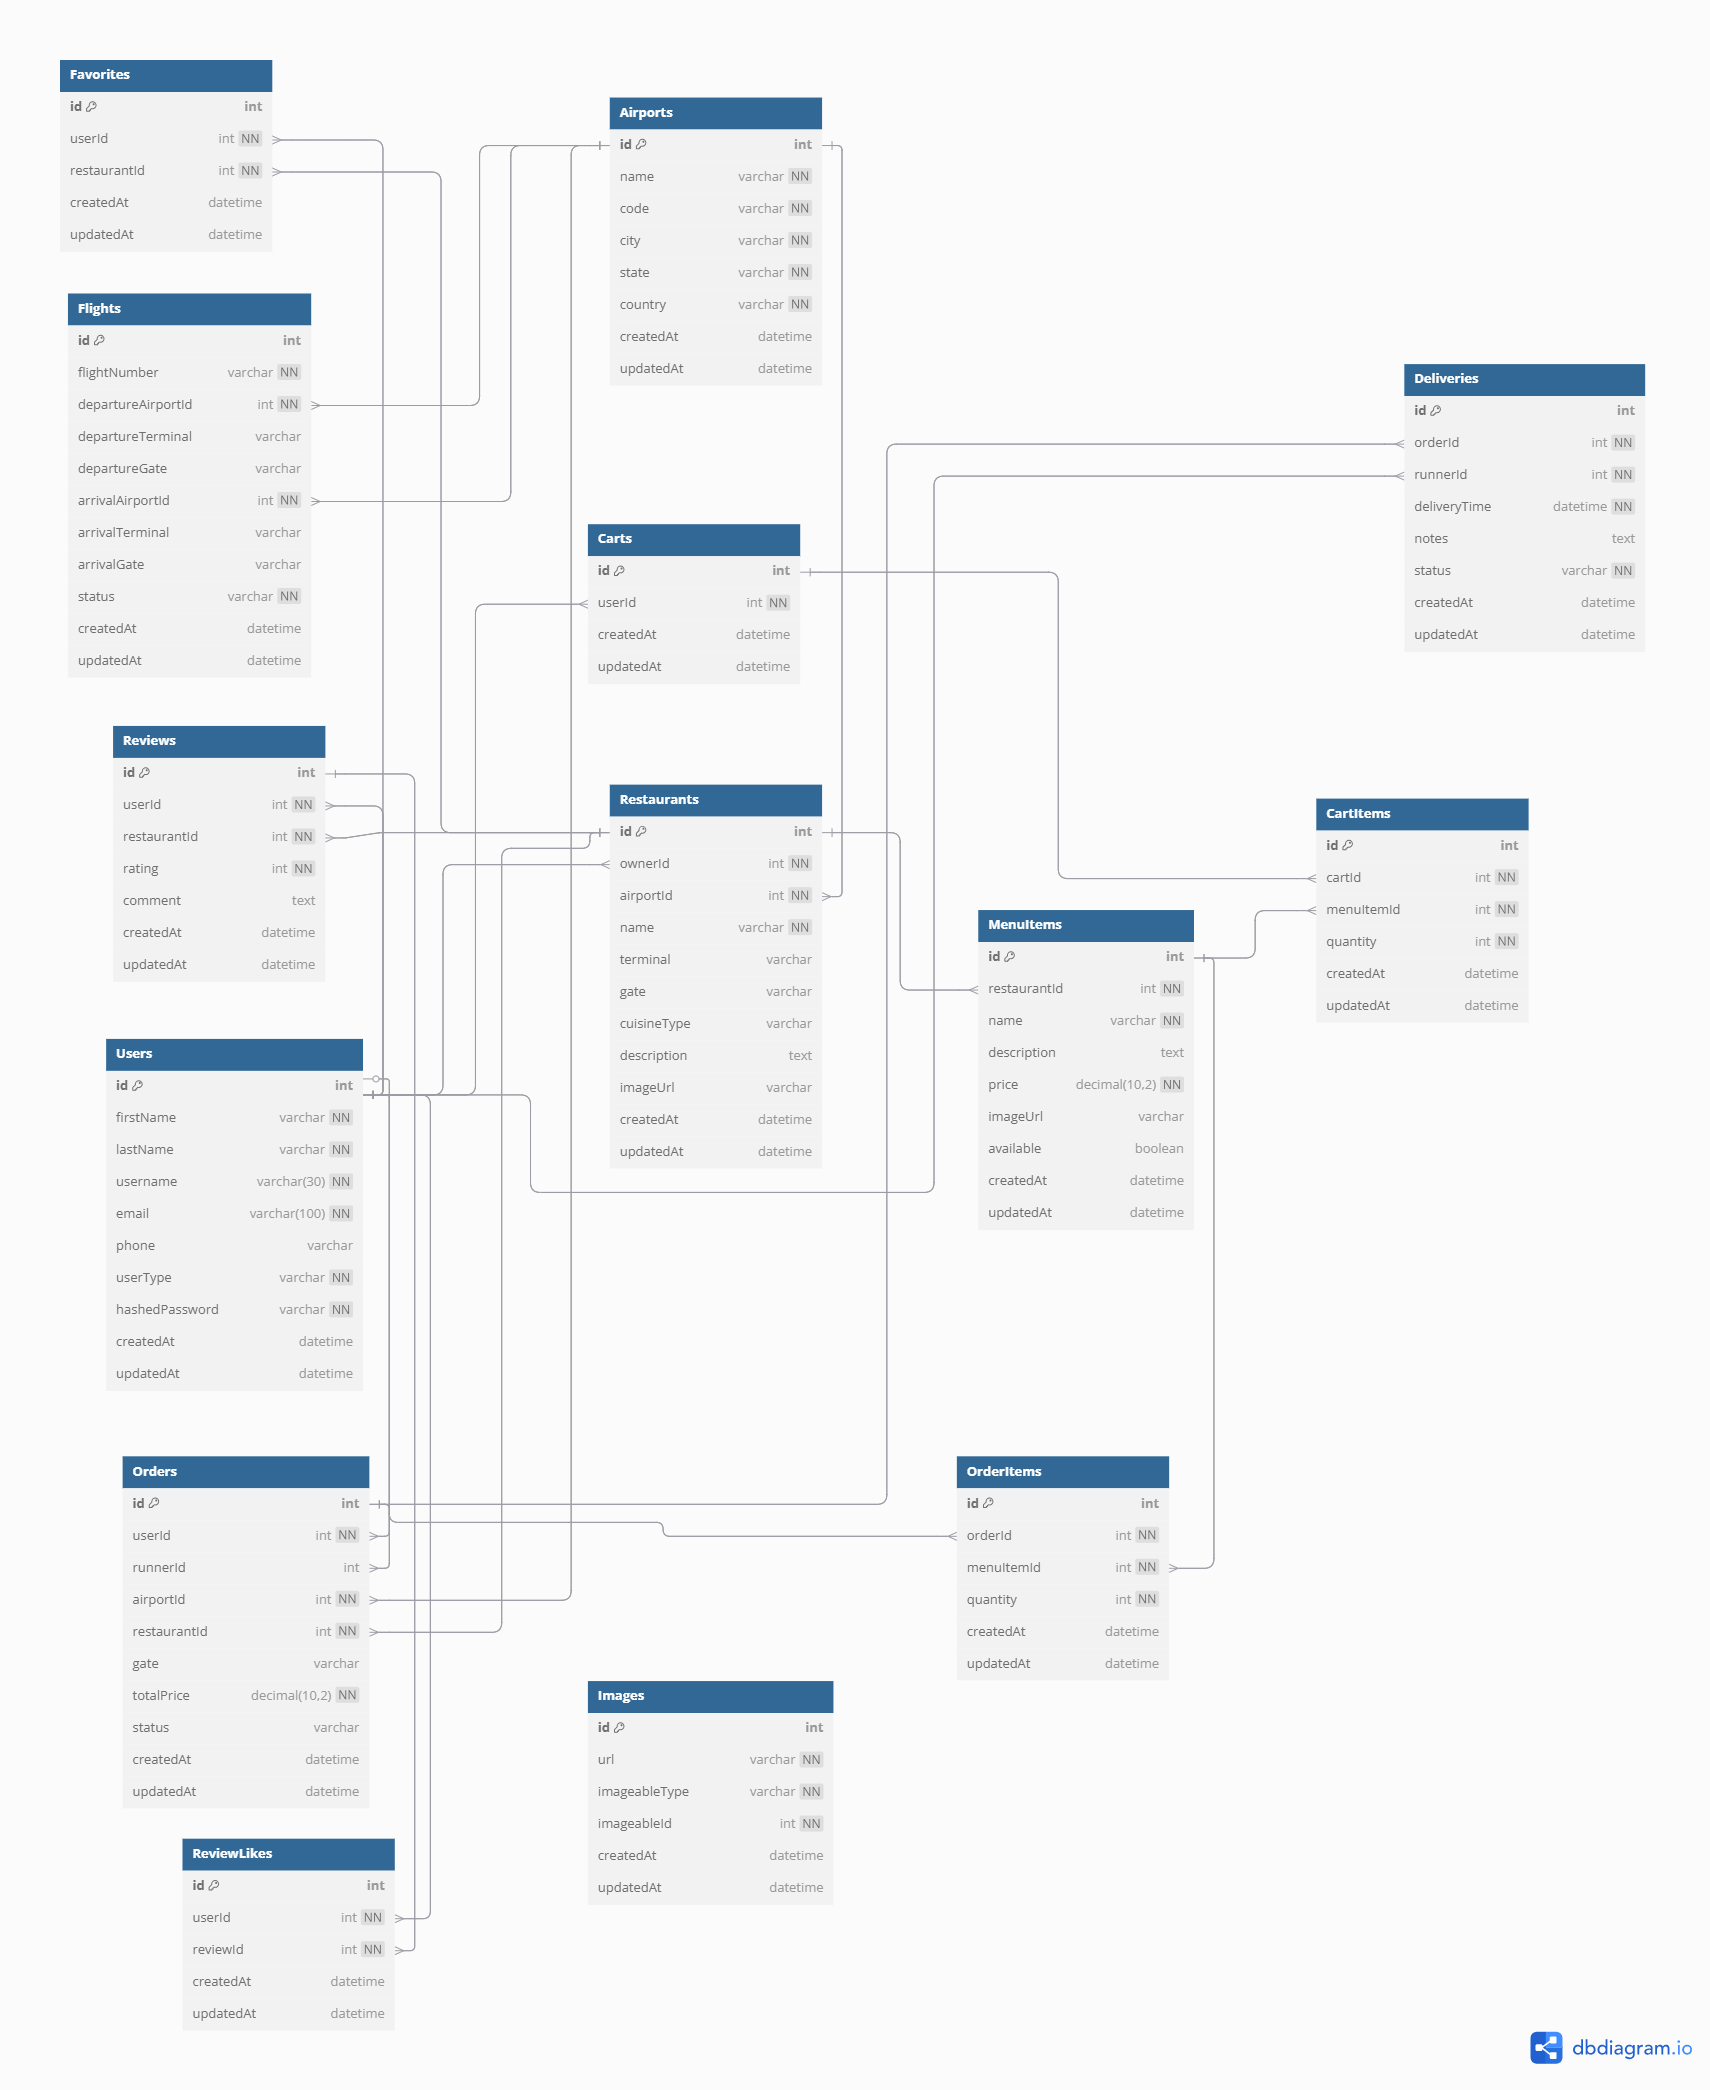 Favorites
id int
userId int NN
restaurantId int NN
createdAt datetime
updatedAt datetime
Flights
id int
flightNumber varchar NN
departureAirportId int NN
departureTerminal varchar
departureGate varchar
arrivalAirportId int NN
arrivalTerminal varchar
arrivalGate varchar
status varchar NN
createdAt datetime
updatedAt datetime
Reviews
id int
userId int NN
restaurantId int NN
rating int NN
comment text
createdAt datetime
updatedAt datetime
Users
id int
firstName varchar NN
lastName varchar NN
username varchar(30) NN
email varchar(100) NN
phone varchar
userType varchar NN
hashedPassword varchar NN
createdAt datetime
updatedAt datetime
Orders
id int
userId int NN
runnerId int
airportId int NN
restaurantId int NN
gate varchar
totalPrice decimal(10,2) NN
status varchar
createdAt datetime
updatedAt datetime
ReviewLikes
id int
userId int NN
reviewId int NN
createdAt datetime
updatedAt datetime
Airports
id int
name varchar NN
code varchar NN
city varchar NN
state varchar NN
country varchar NN
createdAt datetime
updatedAt datetime
Carts
id int
userId int NN
createdAt datetime
updatedAt datetime
Restaurants
id int
ownerId int NN
airportId int NN
name varchar NN
terminal varchar
gate varchar
cuisineType varchar
description text
imageUrl varchar
createdAt datetime
updatedAt datetime
Images
id int
url varchar NN
imageableType varchar NN
imageableId int NN
createdAt datetime
updatedAt datetime
MenuItems
id int
restaurantId int NN
name varchar NN
description text
price decimal(10,2) NN
imageUrl varchar
available boolean
createdAt datetime
updatedAt datetime
OrderItems
id int
orderId int NN
menuItemId int NN
quantity int NN
createdAt datetime
updatedAt datetime
Deliveries
id int
orderId int NN
runnerId int NN
deliveryTime datetime NN
notes text
status varchar NN
createdAt datetime
updatedAt datetime
CartItems
id int
cartId int NN
menuItemId int NN
quantity int NN
createdAt datetime
updatedAt datetime
dbdiagram.io